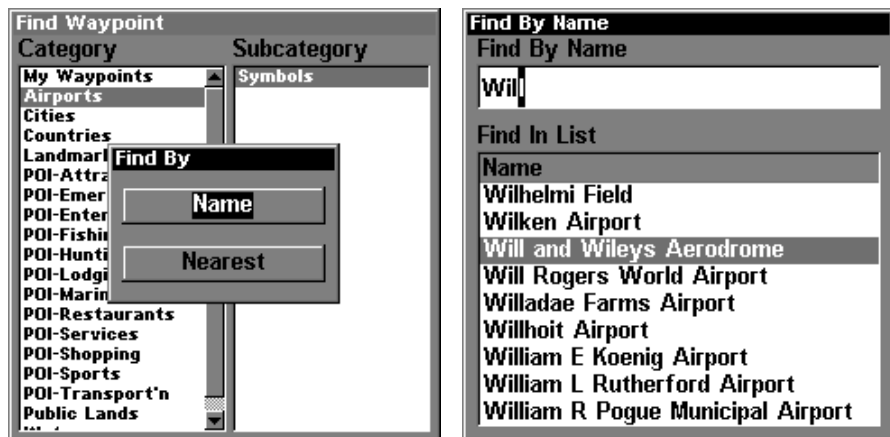 Find Waypoint
Category
Subcategory
My Waypoints
Airports
Cities
Countries
POI-Restaurants
POI-Services
POI-Shopping
POI-Sports
POI-Transport'n
Public Lands
Symbols
Find By
Name
Nearest
Find By Name
Find By Name
Will
Find In List
Name
Wilhelmi Field
Wilken Airport
Will and Wileys Aerodrome
Will Rogers World Airport
Willadae Farms Airport
Willhoit Airport
William E Koenig Airport
William L Rutherford Airport
William R Pogue Municipal Airport